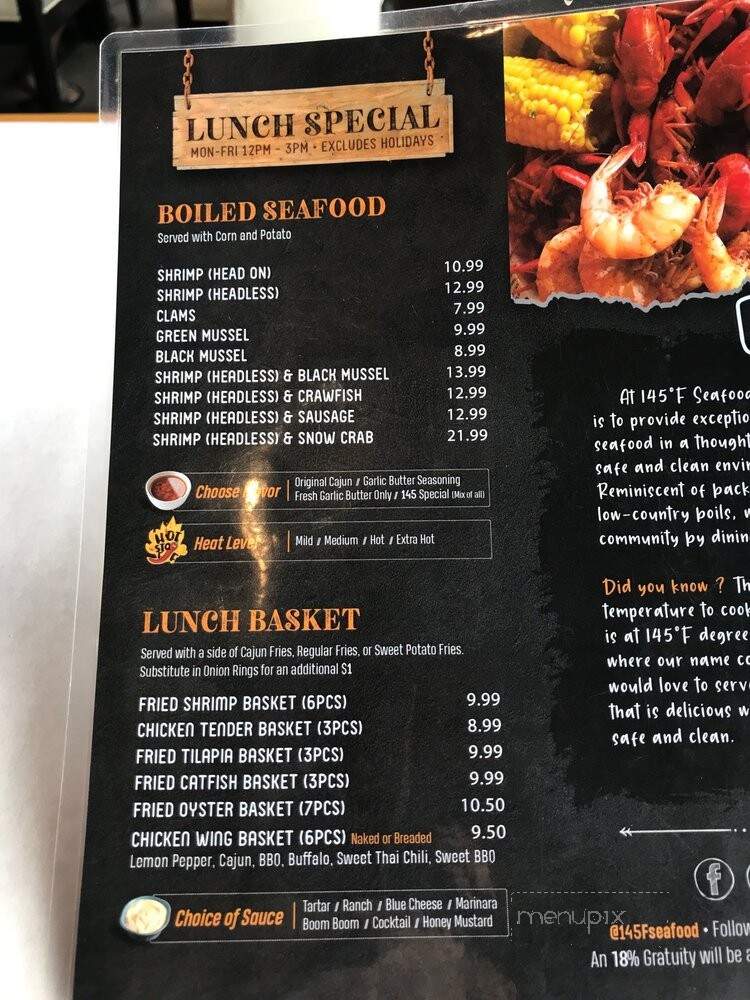 LUNCH SPECIAL
MON-FRI 12PM - 3PM • EXCLUDES HOLIDAYS
BOILED SEAFOOD
Served with Corn and Potato
SHRIMP (HEAD ON) 10.99
SHRIMP (HEADLESS) 12.99
CLAMS 7.99
GREEN MUSSEL 9.99
BLACK MUSSEL 8.99
SHRIMP (HEADLESS) & BLACK MUSSEL 13.99
SHRIMP (HEADLESS) & CRAWFISH 12.99
SHRIMP (HEADLESS) & SAUSAGE 12.99
SHRIMP (HEADLESS) & SNOW CRAB 21.99
Choose
Original Cajun / Garlic Butter Seasoning
Fresh Garlic Butter Only / 145 Special (Mix of all)
HOT
Heat Level
Mild / Medium / Hot / Extra Hot
LUNCH BASKET
Served with a side of Cajun Fries, Regular Fries, or Sweet Potato Fries.
Substitute in Onion Rings for an additional $1
FRIED SHRIMP BASKET (6PCS) 9.99
CHICKEN TENDER BASKET (3PCS) 8.99
FRIED TILAPIA BASKET (3PCS) 9.99
FRIED CATFISH BASKET (3PCS) 9.99
FRIED OYSTER BASKET (7PCS) 10.50
CHICKEN WING BASKET (6PCS) Naked or Breaded 9.50
Lemon Pepper, Cajun, BBQ, Buffalo, Sweet Thai Chili, Sweet BBQ
Choice of Sauce
Tartar / Ranch / Blue Cheese / Marinara
Boom Boom / Cocktail / Honey Mustard
At 145°F Seafood
is to provide
seafood in a
safe and clean
Reminiscent of
low-country boils,
community by
Did you know ?
temperature to
is at 145°F degree
where our name
would love to
that is delicious
safe and clean.
f
@145Fseafood •
An 18% Gratuity will be
menupix